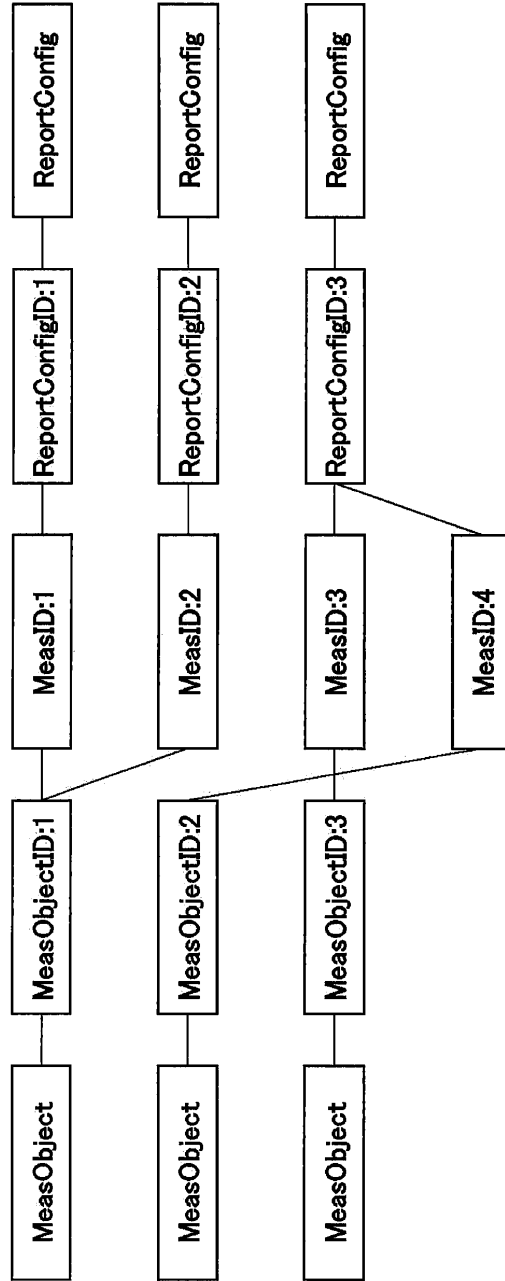 MeasObject
MeasObjectID:1
MeasID:1
ReportConfigID:1
ReportConfig
MeasObject
MeasObjectID:2
MeasID:2
ReportConfigID:2
ReportConfig
MeasObject
MeasObjectID:3
MeasID:3
ReportConfigID:3
ReportConfig
MeasID:4